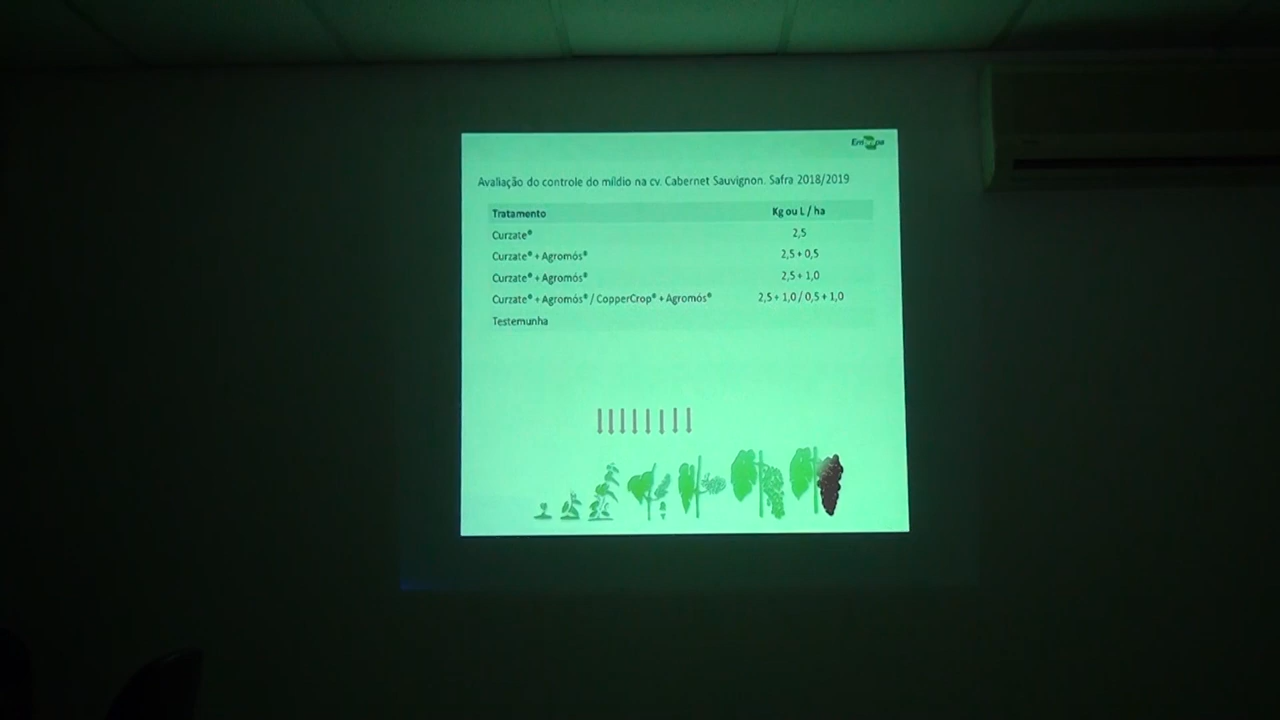 Embrapa
Avaliação do controle do míldio na cv. Cabernet Sauvignon. Safra 2018/2019
Tratamento Kg ou L / ha
Curzate® 2,5
Curzate® + Agromós® 2,5 + 0,5
Curzate® + Agromós® 2,5 + 1,0
Curzate® + Agromós® / CopperCrop® + Agromós® 2,5 + 1,0 / 0,5 + 1,0
Testemunha